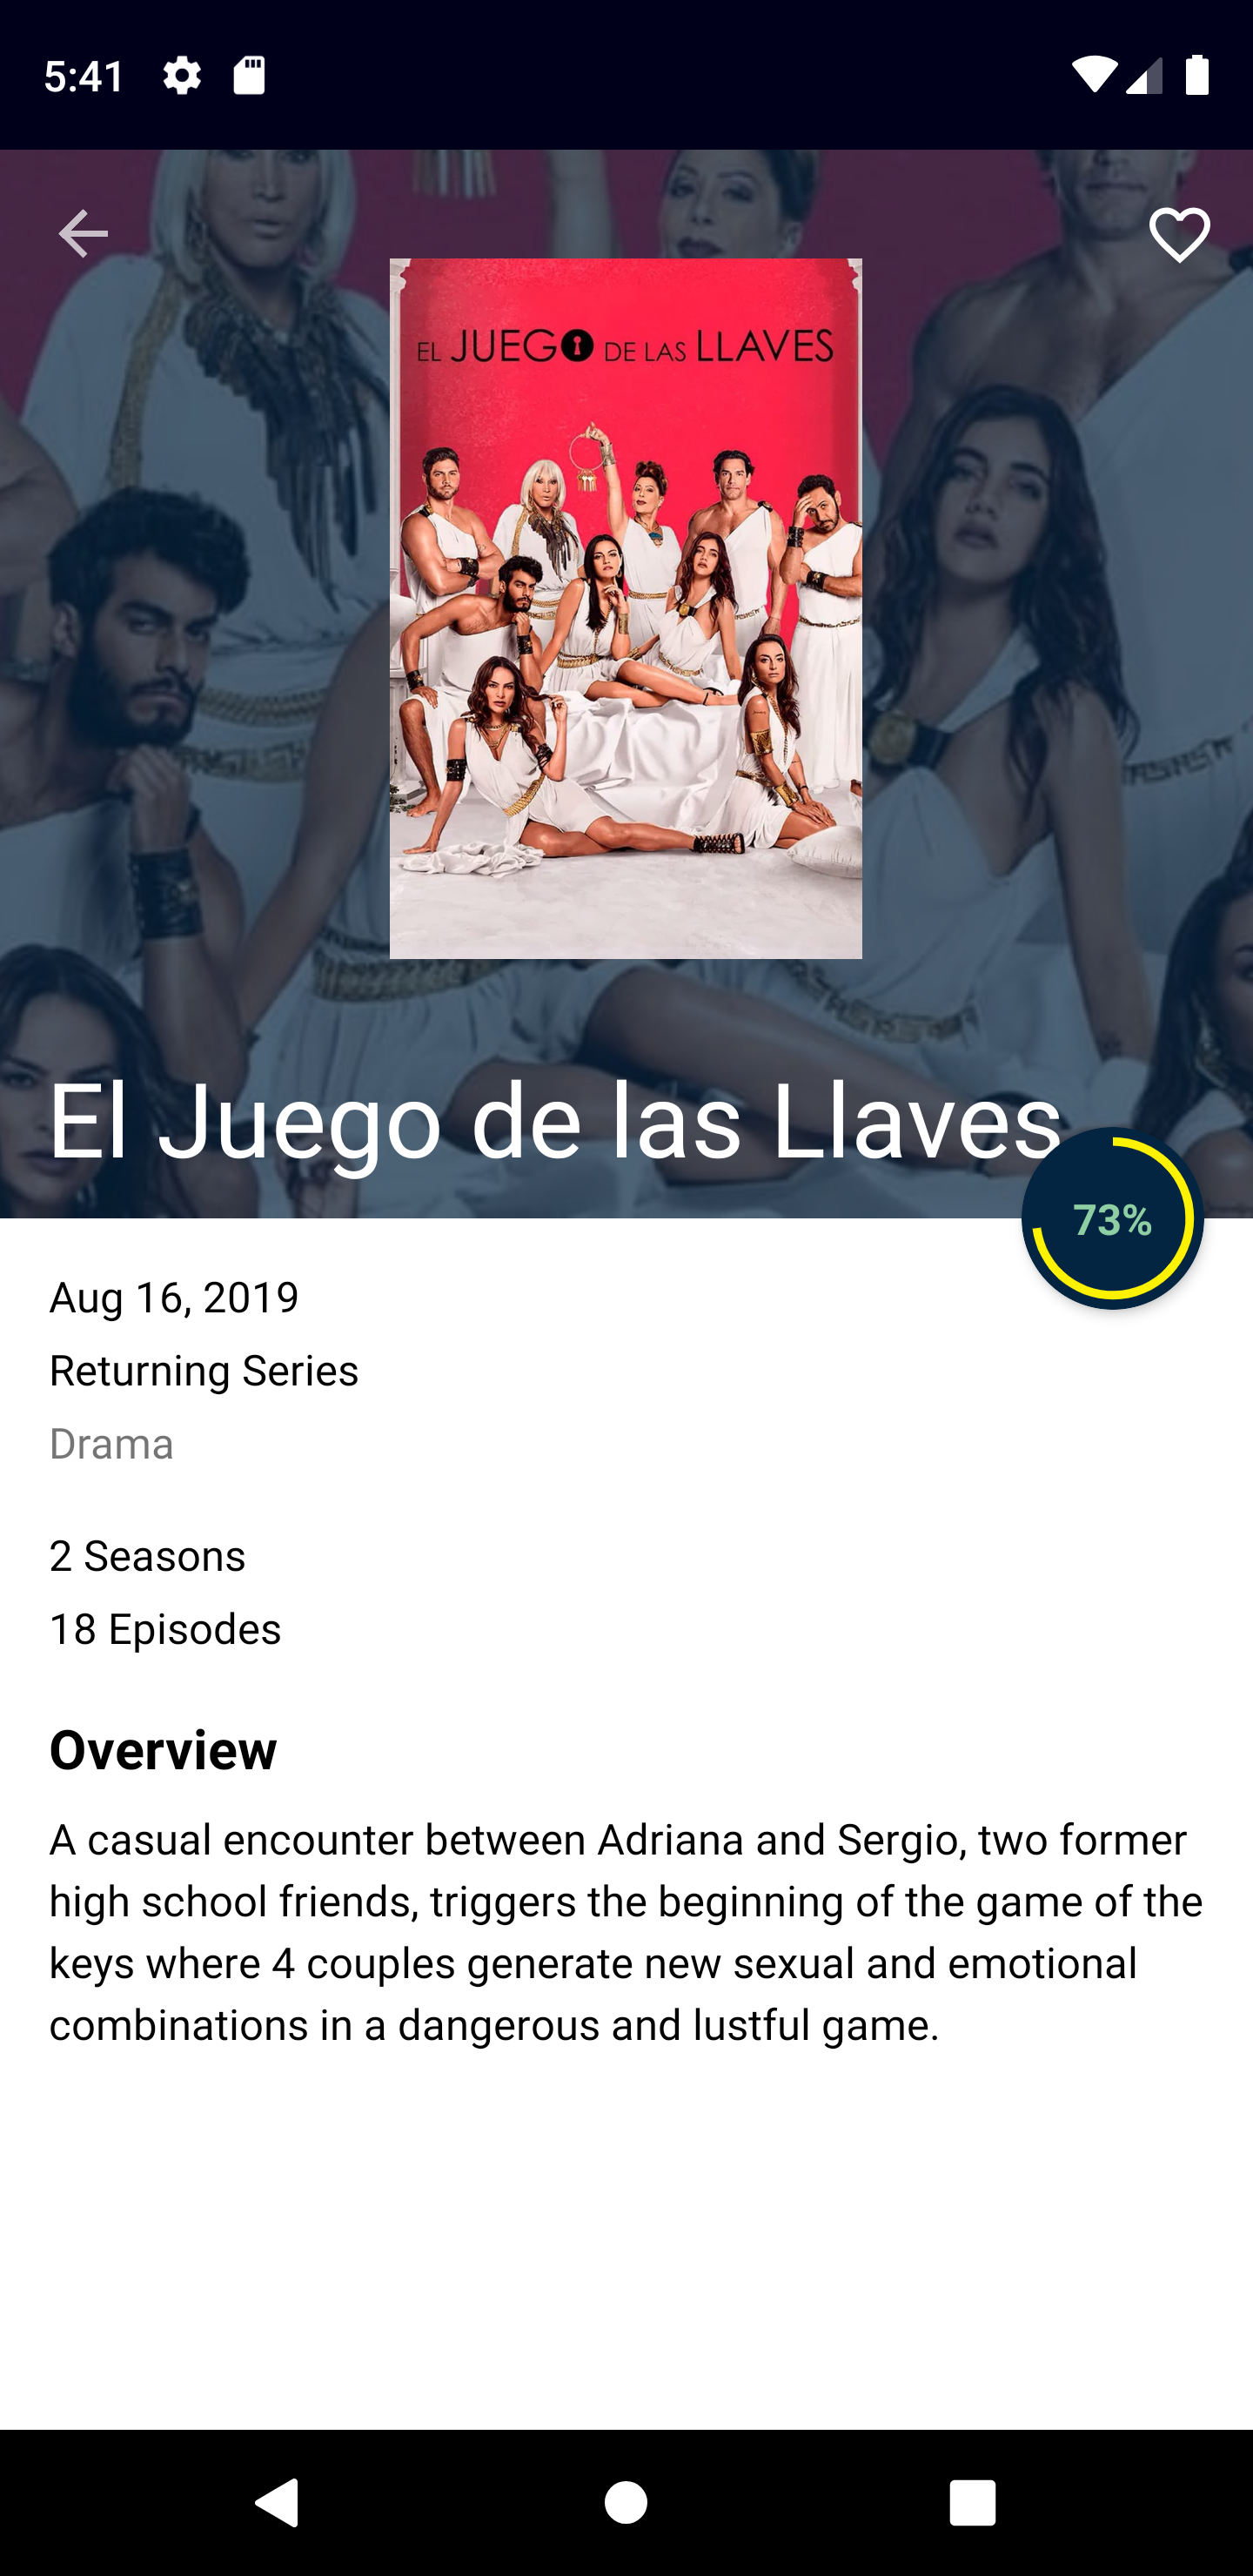 5:41
EL JUEGO DE LAS LLAVES
El Juego de las Llaves
73%
Aug 16, 2019
Returning Series
Drama
2 Seasons
18 Episodes
Overview
A casual encounter between Adriana and Sergio, two former
high school friends, triggers the beginning of the game of the
keys where 4 couples generate new sexual and emotional
combinations in a dangerous and lustful game.